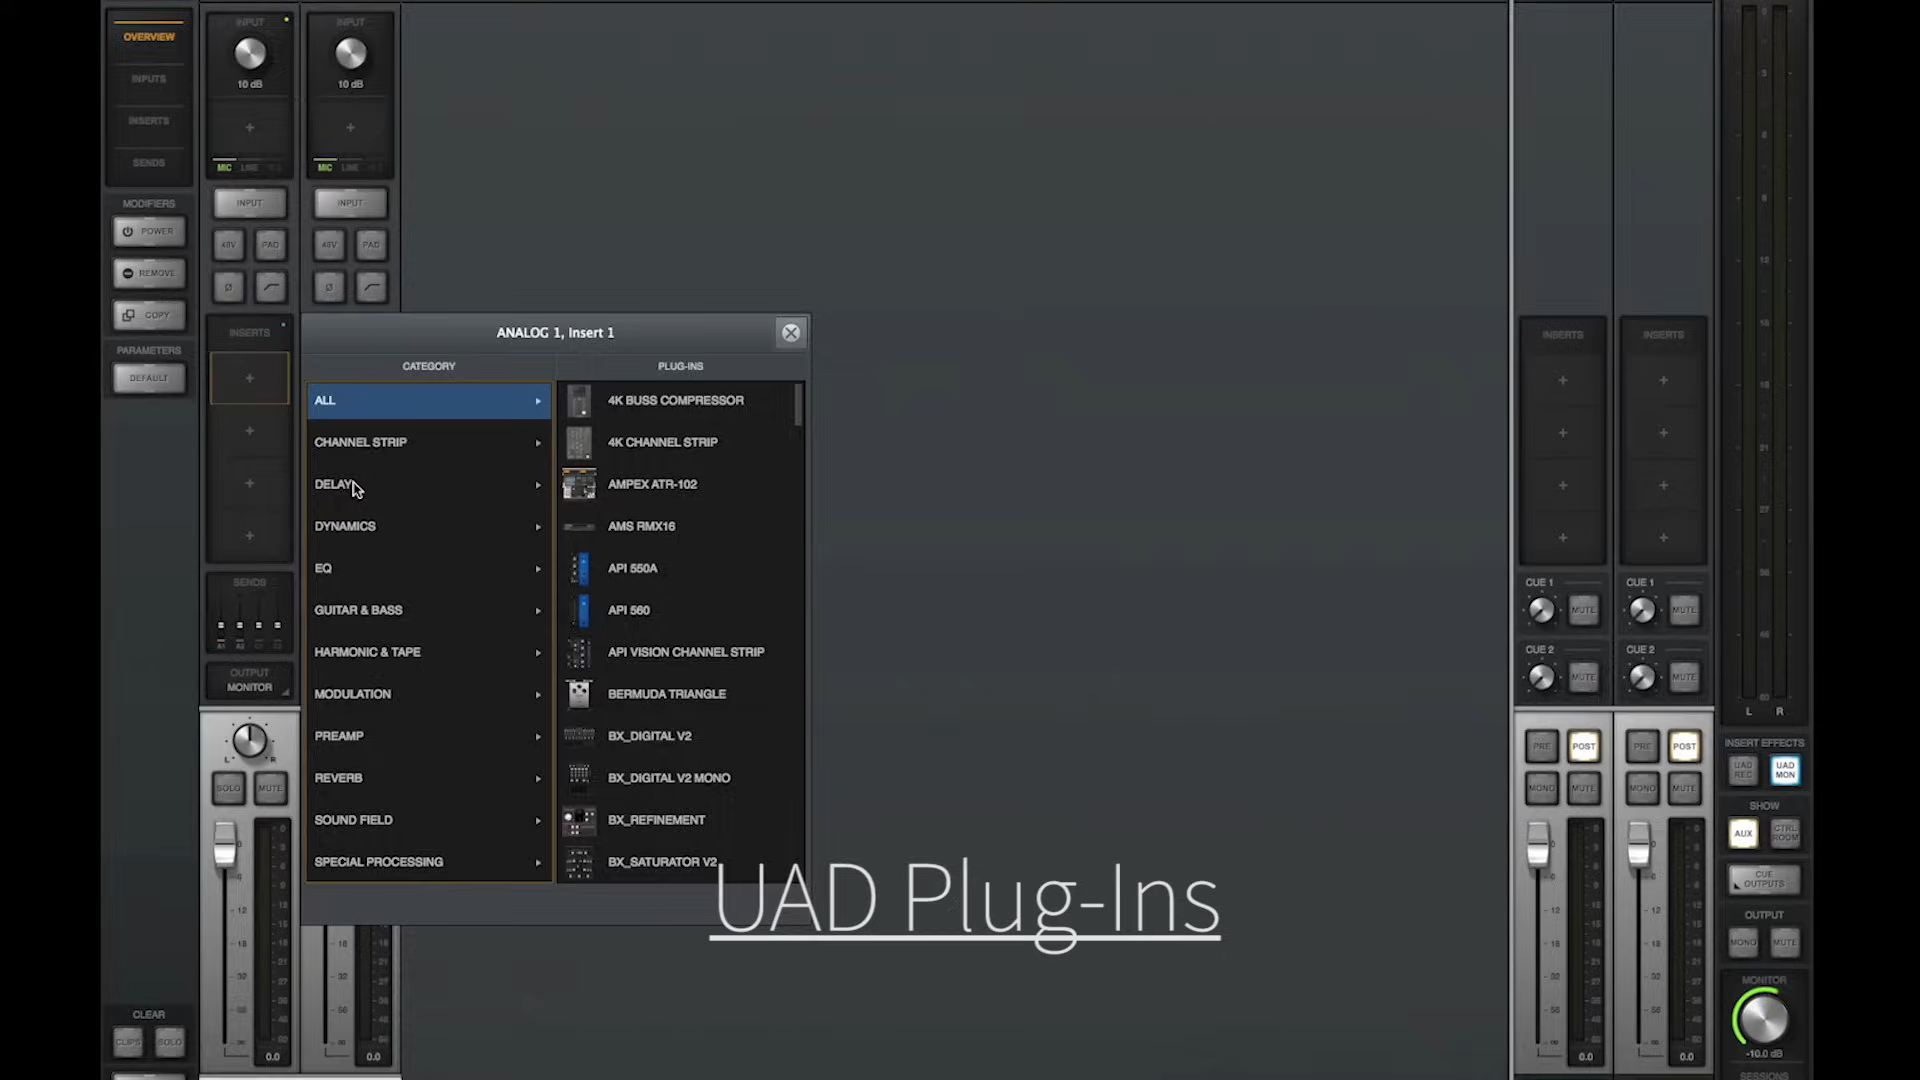 OVERVIEW
INPUTS
INSERTS
SENDS
MODIFIERS
POWER
REMOVE
COPY
PARAMETERS
DEFAULT
CLEAR
CLIPS SOLO
INPUT
10 dB
+
MIC LINE
INPUT
48V PAD
Ø
INSERTS
+
+
+
+
SENDS
OUTPUT
MONITOR
L R
SOLO MUTE
0.0
INPUT
10 dB
+
MIC LINE
INPUT
48V PAD
Ø
0.0
ANALOG 1, Insert 1
CATEGORY
ALL
CHANNEL STRIP
DELAY
DYNAMICS
EQ
GUITAR & BASS
HARMONIC & TAPE
MODULATION
PREAMP
REVERB
SOUND FIELD
SPECIAL PROCESSING
PLUG-INS
4K BUSS COMPRESSOR
4K CHANNEL STRIP
AMPEX ATR-102
AMS RMX16
API 550A
API 560
API VISION CHANNEL STRIP
BERMUDA TRIANGLE
BX_DIGITAL V2
BX_DIGITAL V2 MONO
BX_REFINEMENT
BX_SATURATOR V2
UAD Plug-Ins
INSERTS
+
+
+
+
CUE 1
MUTE
CUE 2
MUTE
PRE POST
MONO MUTE
0.0
INSERTS
+
+
+
+
CUE 1
MUTE
CUE 2
MUTE
PRE POST
MONO MUTE
0.0
L R
INSERT EFFECTS
UAD REC
UAD MON
SHOW
AUX
CTRL ROOM
CUE OUTPUTS
OUTPUT
MONO MUTE
MONITOR
-10.0 dB
SESSIONS